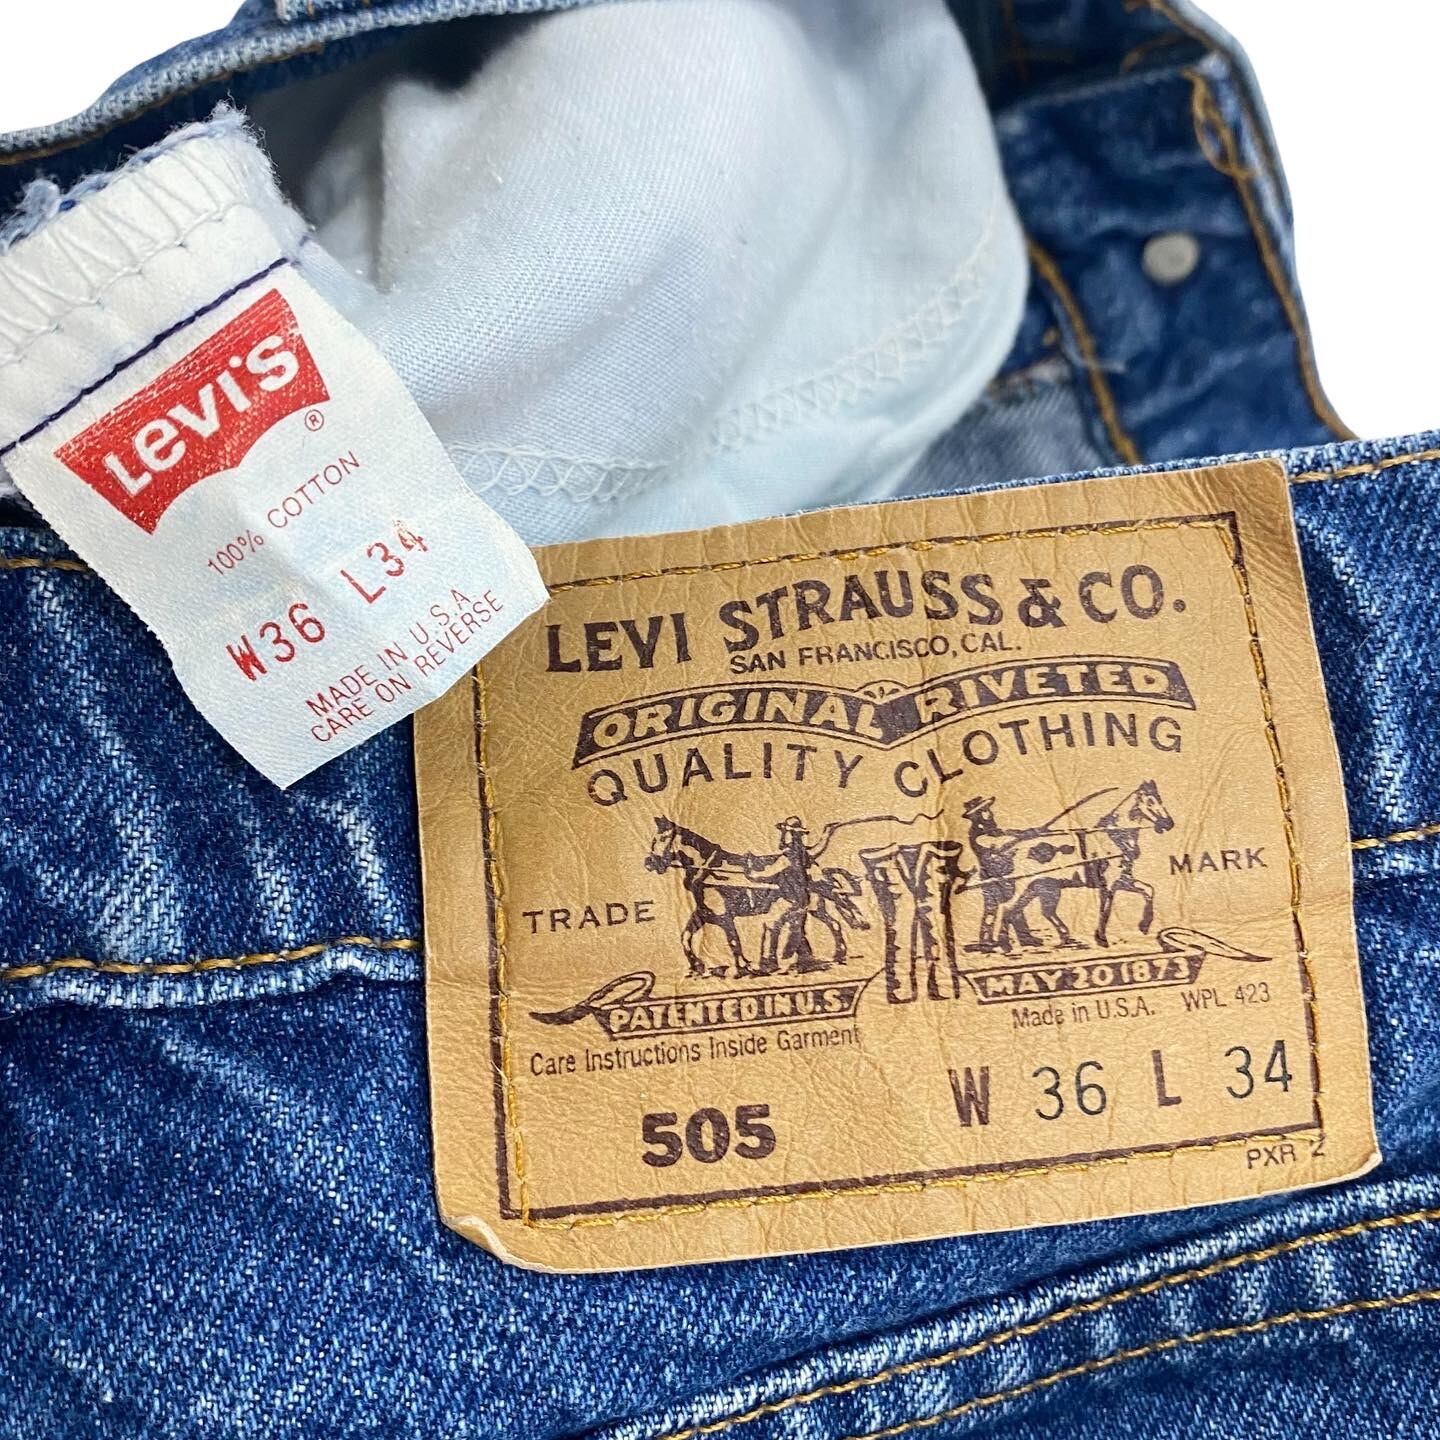 Levi's®
100% COTTON
W36 L34
MADE IN U.S.A
CARE ON REVERSE
LEVI STRAUSS & CO.
SAN FRANCISCO, CAL.
ORIGINAL RIVETED
QUALITY CLOTHING
TRADE MARK
PATENTED IN U.S. MAY 20 1873
Care Instructions Inside Garment
Made in U.S.A. WPL 423
505
W 36 L 34
PXR 2